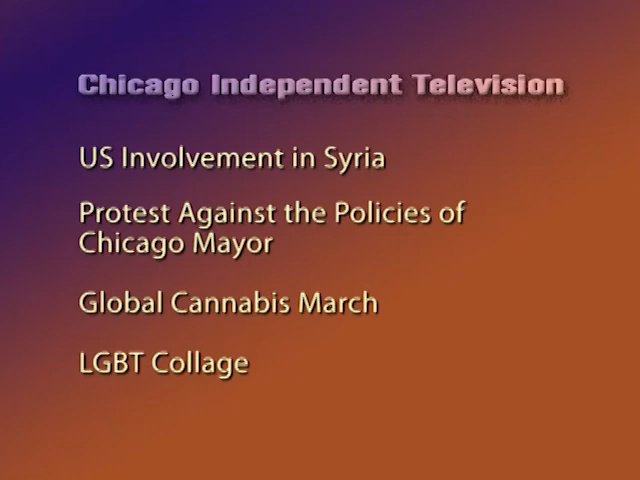 Chicago Independent Television
US Involvement in Syria
Protest Against the Policies of
Chicago Mayor
Global Cannabis March
LGBT Collage